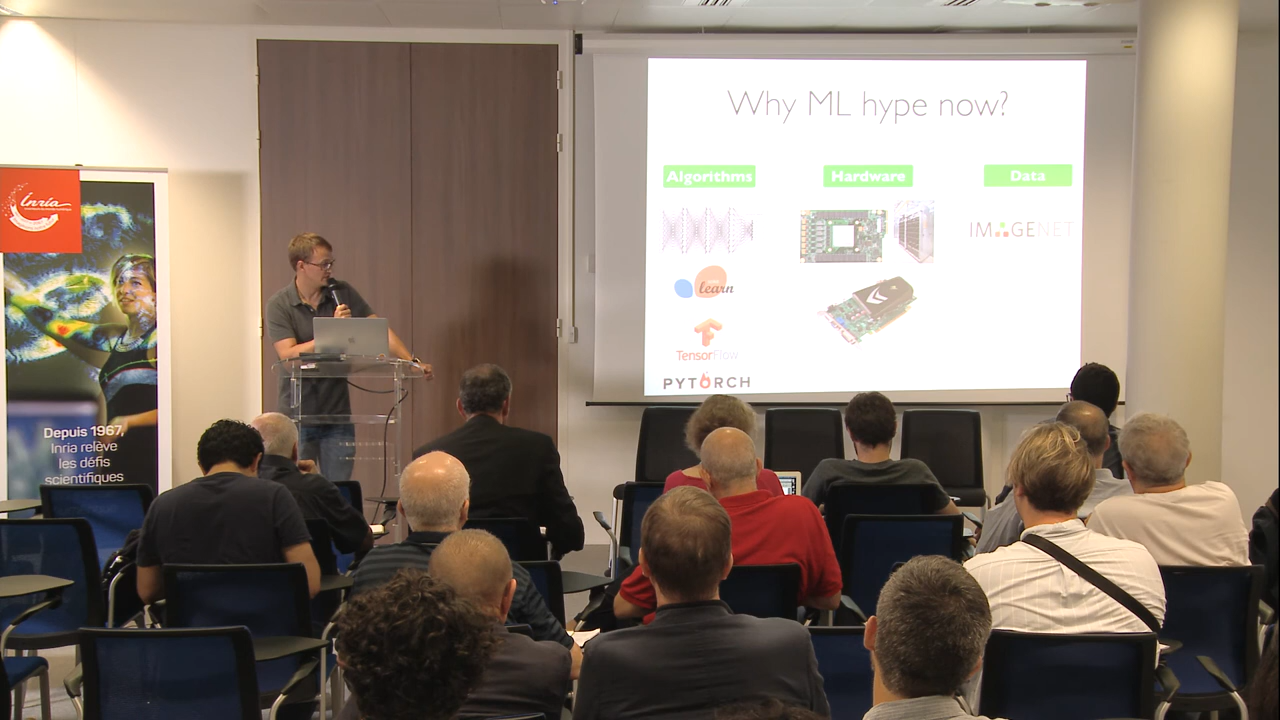 Why ML hype now?
Algorithms
Hardware
Data
IMAGENET
learn
TensorFlow
PYTORCH
Inria
Depuis 1967,
Inria relève
les défis
scientifiques